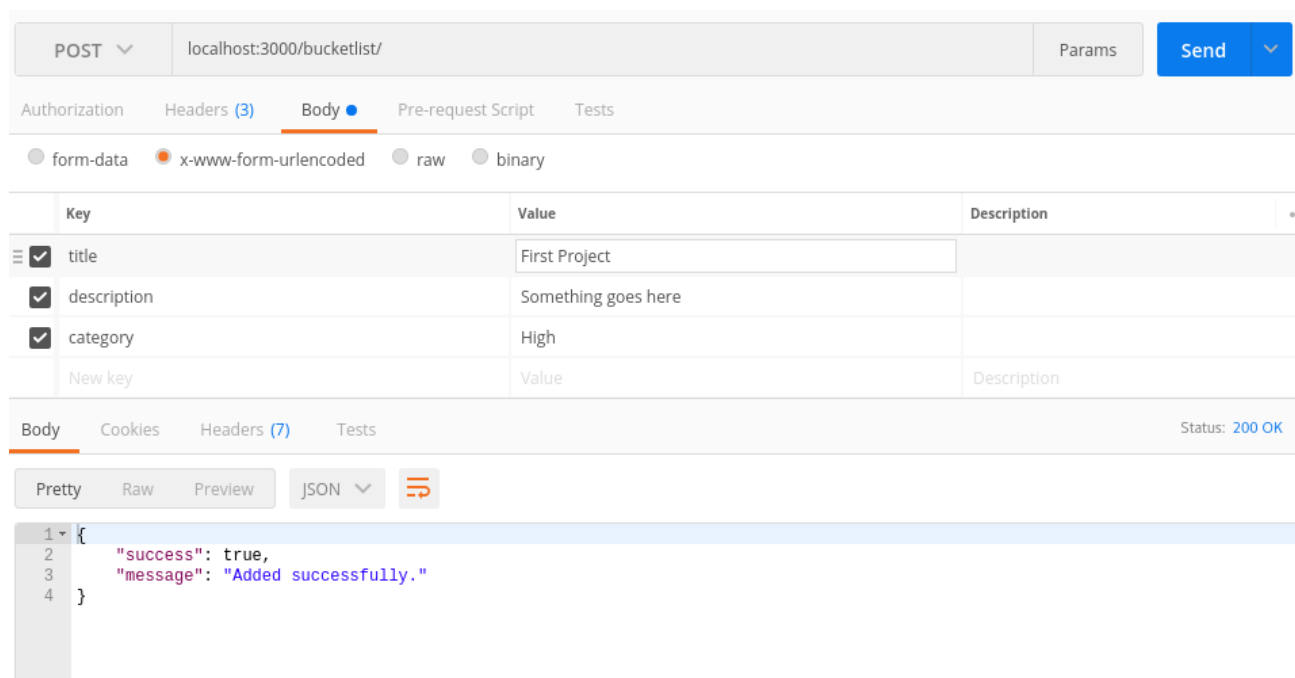 POST localhost:3000/bucketlist/ Params Send
Authorization Headers (3) Body Pre-request Script Tests
form-data x-www-form-urlencoded raw binary
Key Value Description
title First Project
description Something goes here
category High
New key Value Description
Body Cookies Headers (7) Tests Status: 200 OK
Pretty Raw Preview JSON
1 {
2 "success": true,
3 "message": "Added successfully."
4 }